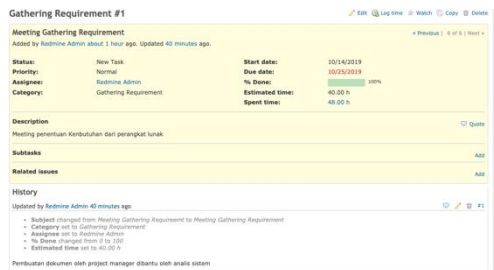 Gathering Requirement #1
Edit Log time Watch Copy Delete
Meeting Gathering Requirement
« Previous | 6 of 6 | Next »
Added by Redmine Admin about 1 hour ago. Updated 40 minutes ago.
Status: New Task Start date: 10/14/2019
Priority: Normal Due date: 10/25/2019
Assignee: Redmine Admin % Done: 100%
Category: Gathering Requirement Estimated time: 40.00 h
Spent time: 48.00 h
Description
Quote
Meeting penentuan Kenbutuhan dari perangkat lunak
Subtasks
Add
Related issues
Add
History
Updated by Redmine Admin 40 minutes ago #1
Subject changed from Meeting Gathering Requireemt to Meeting Gathering Requirement
Category set to Gathering Requirement
Assignee set to Redmine Admin
% Done changed from 0 to 100
Estimated time set to 40.00 h
Pembuatan dokumen oleh project manager dibantu oleh analis sistem